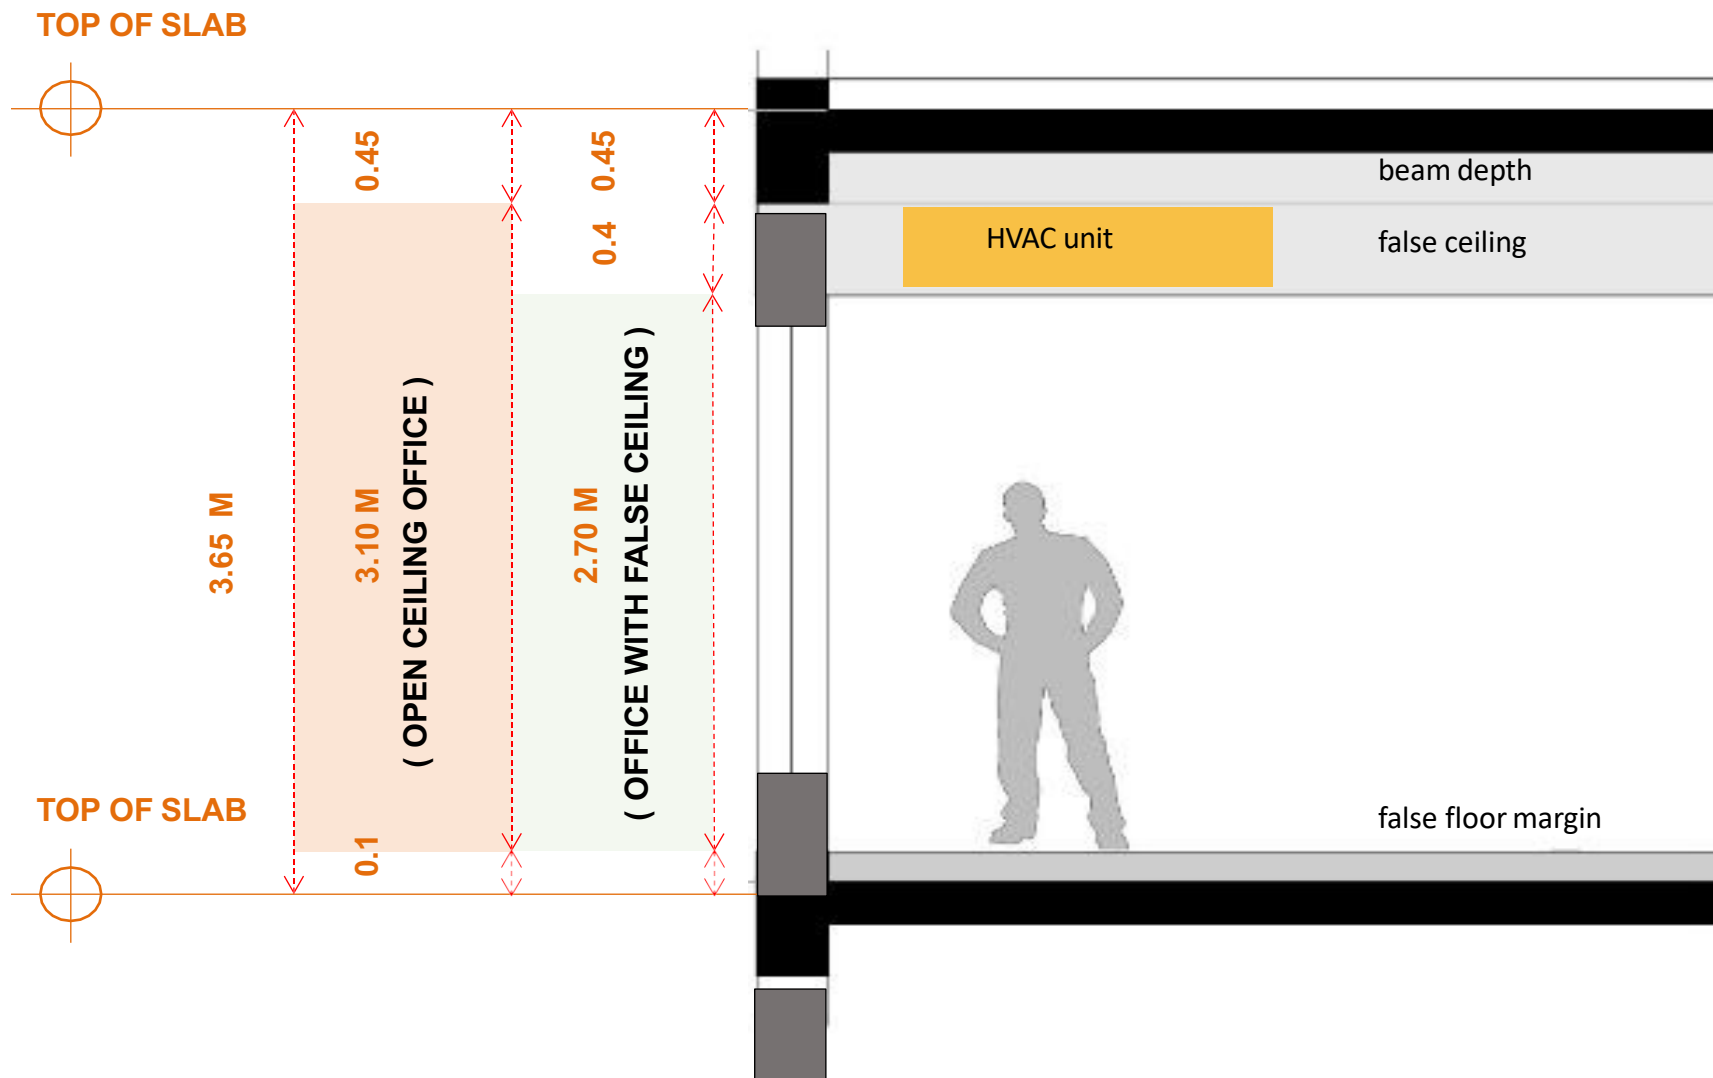 TOP OF SLAB
0.45
0.45
beam depth
0.4
HVAC unit
false ceiling
3.65 M
3.10 M
( OPEN CEILING OFFICE )
2.70 M
( OFFICE WITH FALSE CEILING )
TOP OF SLAB
0.1
false floor margin